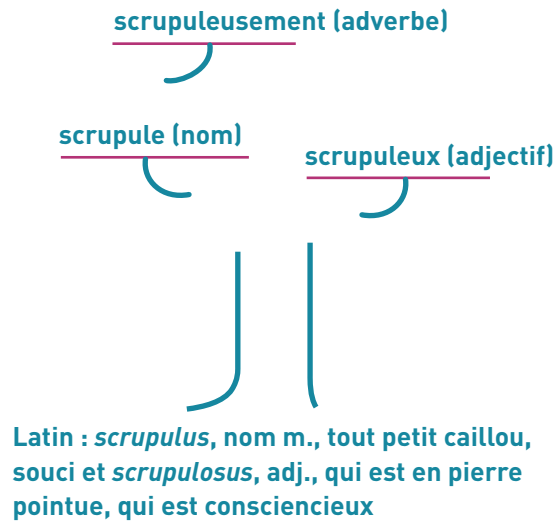 scrupuleusement (adverbe)
scrupule (nom)
scrupuleux (adjectif)
Latin : scrupulus, nom m., tout petit caillou,
souci et scrupulosus, adj., qui est en pierre
pointue, qui est consciencieux